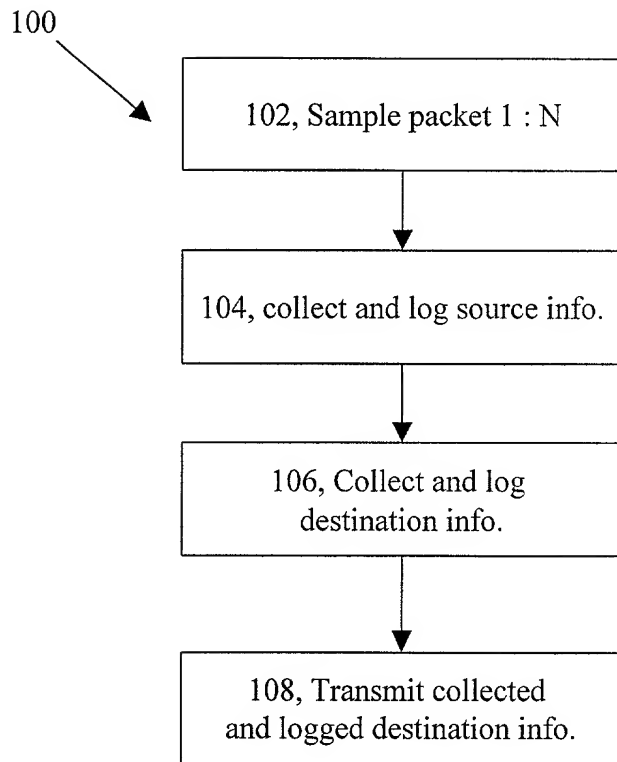 100
102, Sample packet 1 : N
104, collect and log source info.
106, Collect and log
destination info.
108, Transmit collected
and logged destination info.